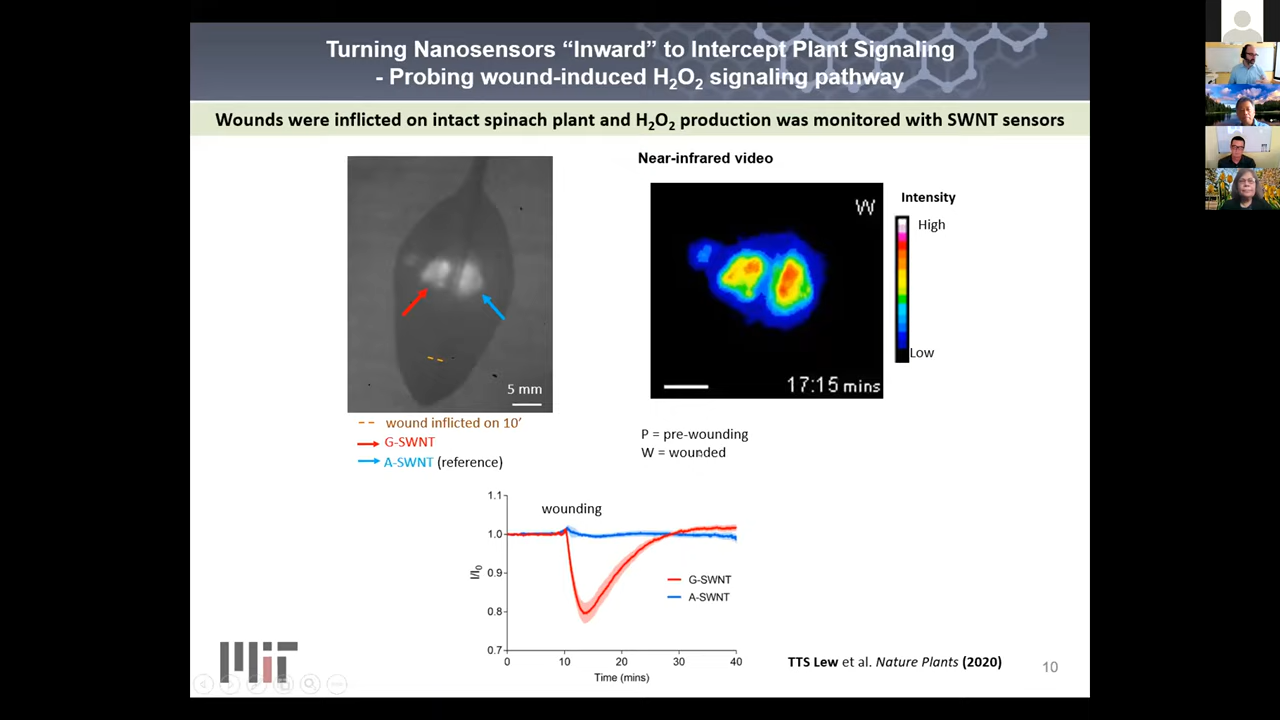 Turning Nanosensors “Inward” to Intercept Plant Signaling
- Probing wound-induced H₂O₂ signaling pathway
Wounds were inflicted on intact spinach plant and H₂O₂ production was monitored with SWNT sensors
Near-infrared video
W
Intensity
High
Low
17:15 mins
5 mm
wound inflicted on 10’
G-SWNT
A-SWNT (reference)
P = pre-wounding
W = wounded
wounding
1.1
1.0
0.9
0.8
0.7
I/I₀
G-SWNT
A-SWNT
0 10 20 30 40
Time (mins)
MIT
TTS Lew et al. Nature Plants (2020)
10